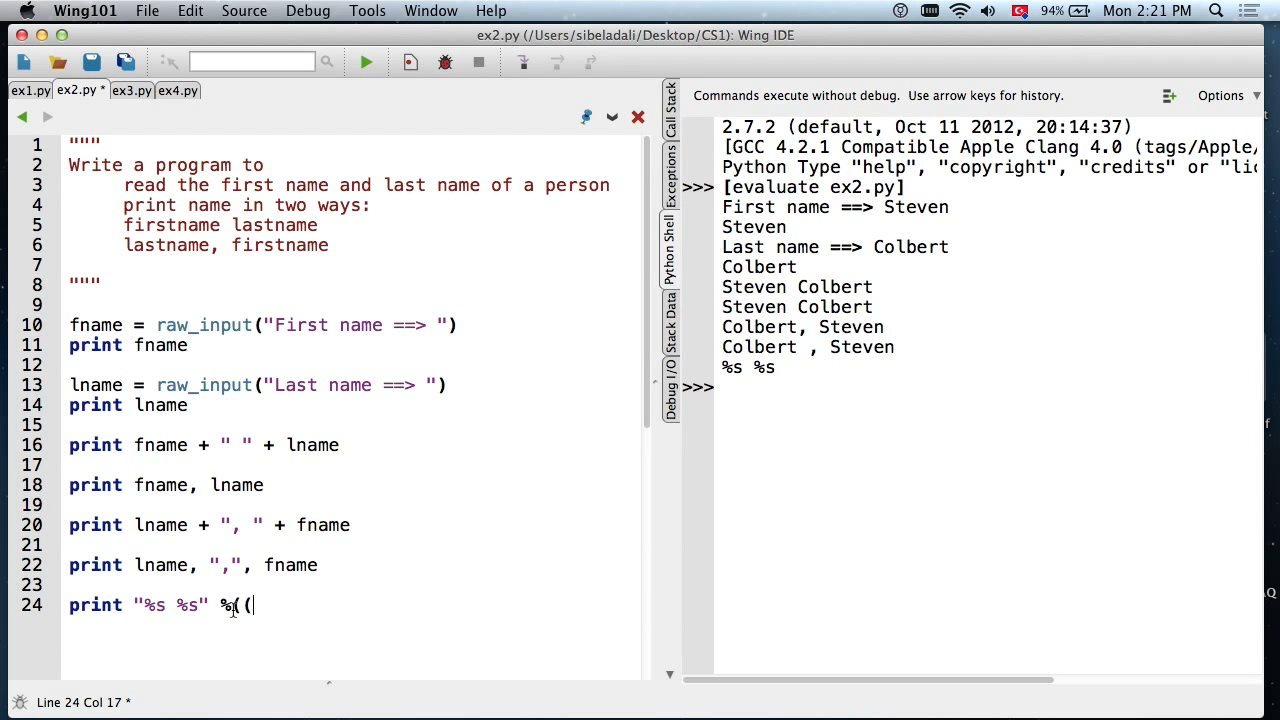 Wing101 File Edit Source Debug Tools Window Help 94% Mon 2:21 PM
ex2.py (/Users/sibeladali/Desktop/CS1): Wing IDE
ex1.py ex2.py * ex3.py ex4.py
Commands execute without debug. Use arrow keys for history. Options
1 """
2 Write a program to
3 read the first name and last name of a person
4 print name in two ways:
5 firstname lastname
6 lastname, firstname
7
8 """
9
10 fname = raw_input("First name ==> ")
11 print fname
12
13 lname = raw_input("Last name ==> ")
14 print lname
15
16 print fname + " " + lname
17
18 print fname, lname
19
20 print lname + ", " + fname
21
22 print lname, ",", fname
23
24 print "%s %s" %((
Call Stack
Exceptions
Python Shell
Stack Data
Debug I/O
2.7.2 (default, Oct 11 2012, 20:14:37)
[GCC 4.2.1 Compatible Apple Clang 4.0 (tags/Apple/
Python Type "help", "copyright", "credits" or "lic
>>> [evaluate ex2.py]
First name ==> Steven
Steven
Last name ==> Colbert
Colbert
Steven Colbert
Steven Colbert
Colbert, Steven
Colbert , Steven
%s %s
>>>
Line 24 Col 17 *